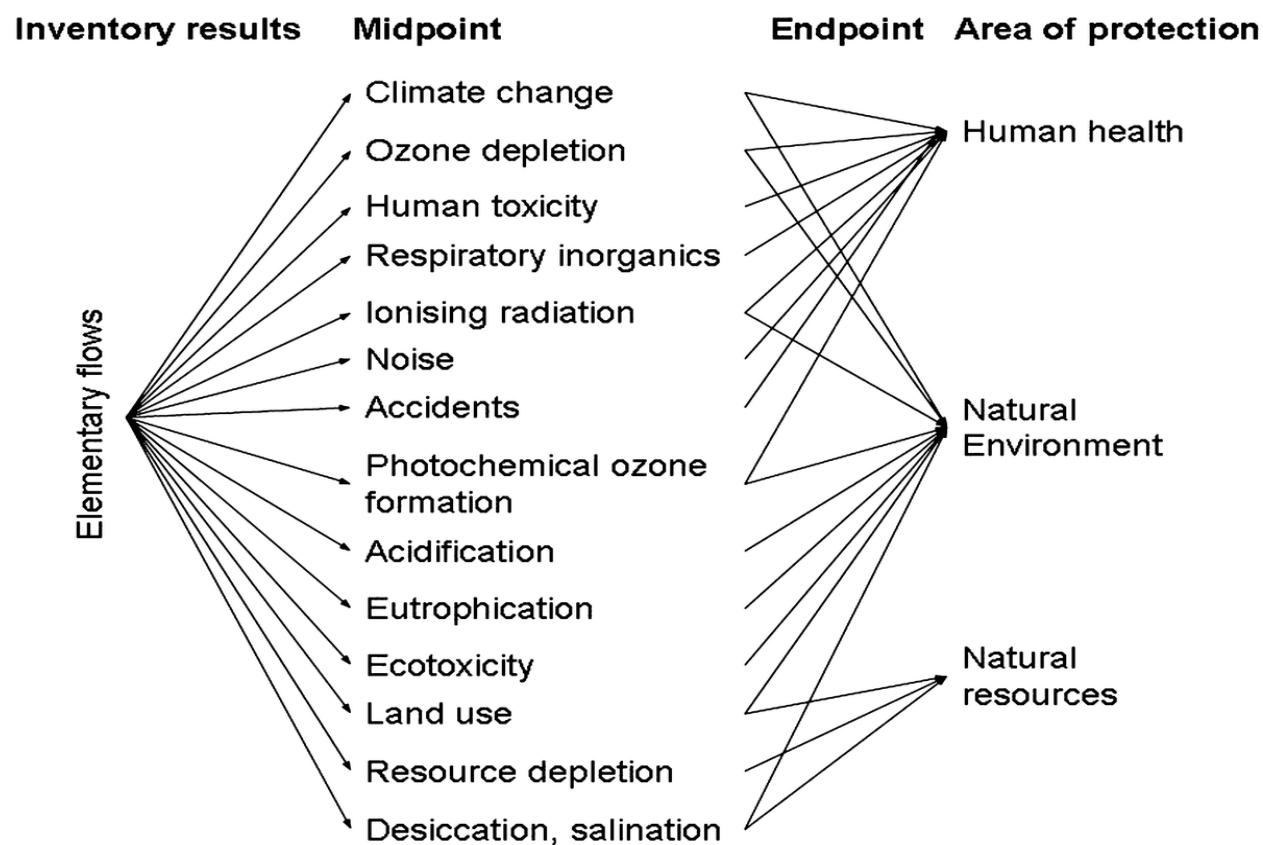 Inventory results Midpoint Endpoint Area of protection
Climate change
Human health
Ozone depletion
Human toxicity
Respiratory inorganics
Ionising radiation
Elementary flows
Noise
Accidents
Natural
Environment
Photochemical ozone
formation
Acidification
Eutrophication
Ecotoxicity
Natural
resources
Land use
Resource depletion
Desiccation, salination